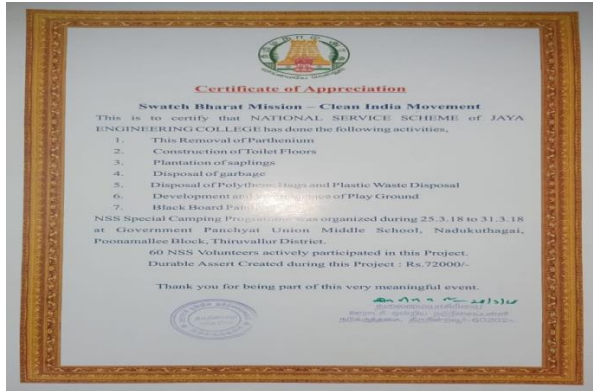 Certificate of Appreciation
Swatch Bharat Mission – Clean India Movement
This is to certify that NATIONAL SERVICE SCHEME of JAYA
ENGINEERING COLLEGE has done the following activities,
1. This Removal of Parthenium
2. Construction of Toilet Floors
3. Plantation of saplings
4. Disposal of garbage
5. Disposal of Polythene Bags and Plastic Waste Disposal
6. Development and of Play Ground
7. Black Board
NSS Special Camping Programme was organized during 25.3.18 to 31.3.18
at Government Panchyat Union Middle School, Nadukuthagai,
Poonamallee Block, Thiruvallur District.
60 NSS Volunteers actively participated in this Project.
Durable Assert Created during this Project : Rs.72000/-
Thank you for being part of this very meaningful event.